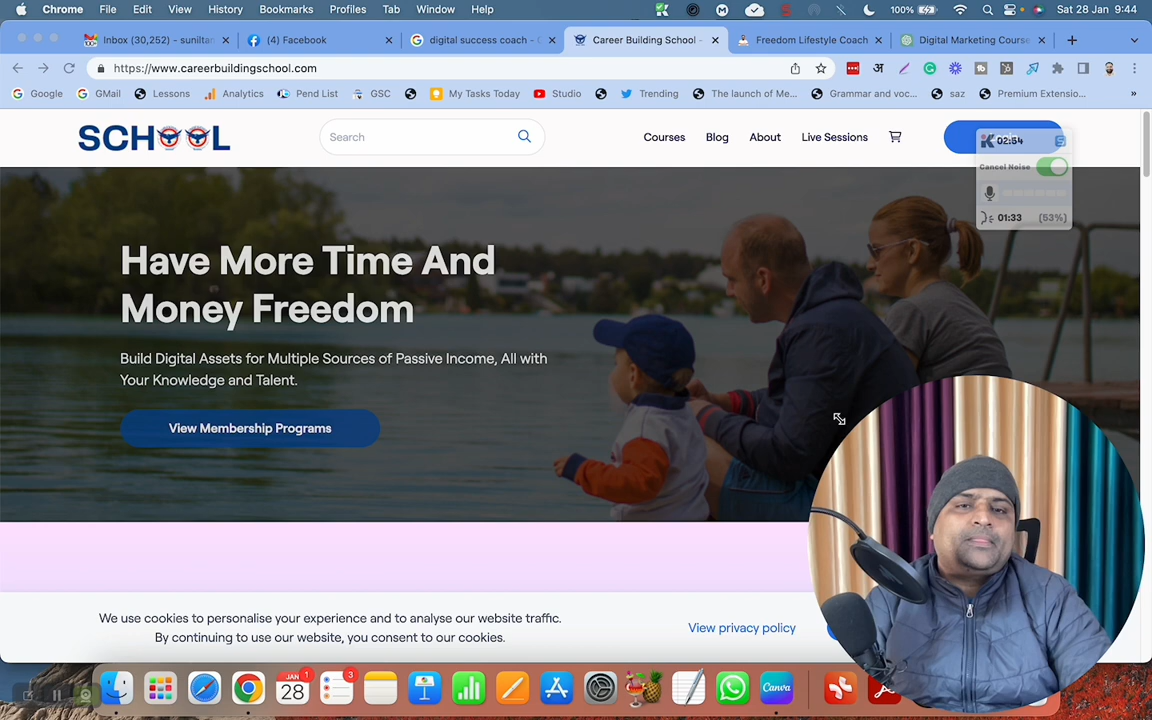 Chrome File Edit View History Bookmarks Profiles Tab Window Help 100% Sat 28 Jan 9:44
Inbox (30,252) - suniltan (4) Facebook digital success coach - Career Building School - Freedom Lifestyle Coach Digital Marketing Course
https://www.careerbuildingschool.com
Google GMail Lessons Analytics Pend List GSC My Tasks Today Studio Trending The launch of Me... Grammar and voc... saz Premium Extensio... »
SCHOOL
Search
Courses Blog About Live Sessions
02:54
Cancel Noise
01:33 (53%)
Have More Time And
Money Freedom
Build Digital Assets for Multiple Sources of Passive Income, All with
Your Knowledge and Talent.
View Membership Programs
We use cookies to personalise your experience and to analyse our website traffic.
By continuing to use our website, you consent to our cookies.
View privacy policy
JAN 1
28
3
Canva